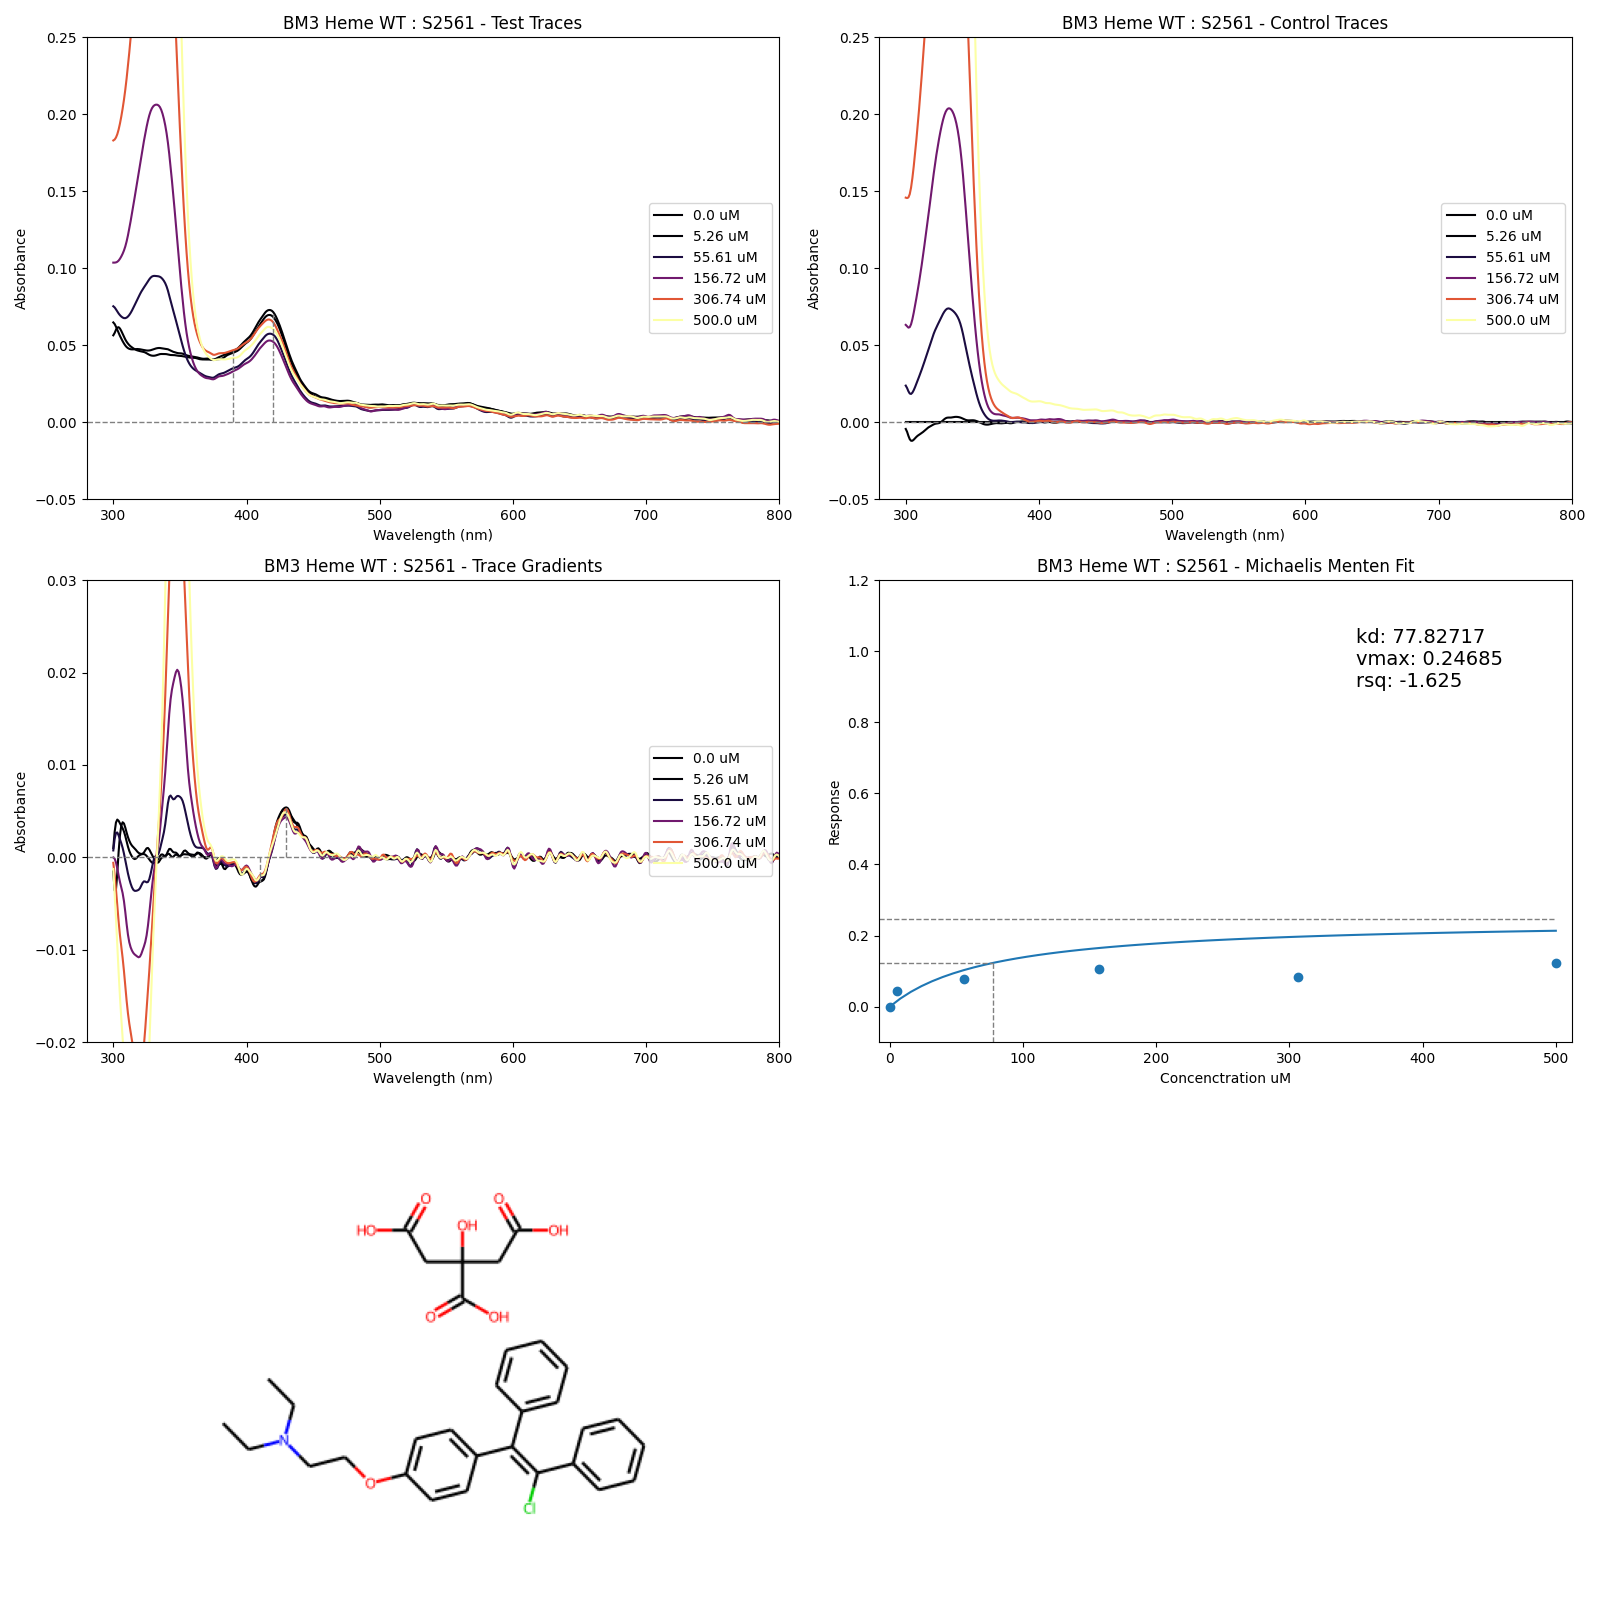 BM3 Heme WT : S2561 - Test Traces
0.25
0.20
0.15
0.10
0.05
0.00
−0.05
Absorbance
300 400 500 600 700 800
Wavelength (nm)
0.0 uM
5.26 uM
55.61 uM
156.72 uM
306.74 uM
500.0 uM
BM3 Heme WT : S2561 - Control Traces
0.25
0.20
0.15
0.10
0.05
0.00
−0.05
Absorbance
300 400 500 600 700 800
Wavelength (nm)
0.0 uM
5.26 uM
55.61 uM
156.72 uM
306.74 uM
500.0 uM
BM3 Heme WT : S2561 - Trace Gradients
0.03
0.02
0.01
0.00
−0.01
−0.02
Absorbance
300 400 500 600 700 800
Wavelength (nm)
0.0 uM
5.26 uM
55.61 uM
156.72 uM
306.74 uM
500.0 uM
BM3 Heme WT : S2561 - Michaelis Menten Fit
1.2
1.0
0.8
0.6
0.4
0.2
0.0
Response
0 100 200 300 400 500
Concenctration uM
kd: 77.82717
vmax: 0.24685
rsq: -1.625
O O
HO OH OH
O OH
N
O
Cl